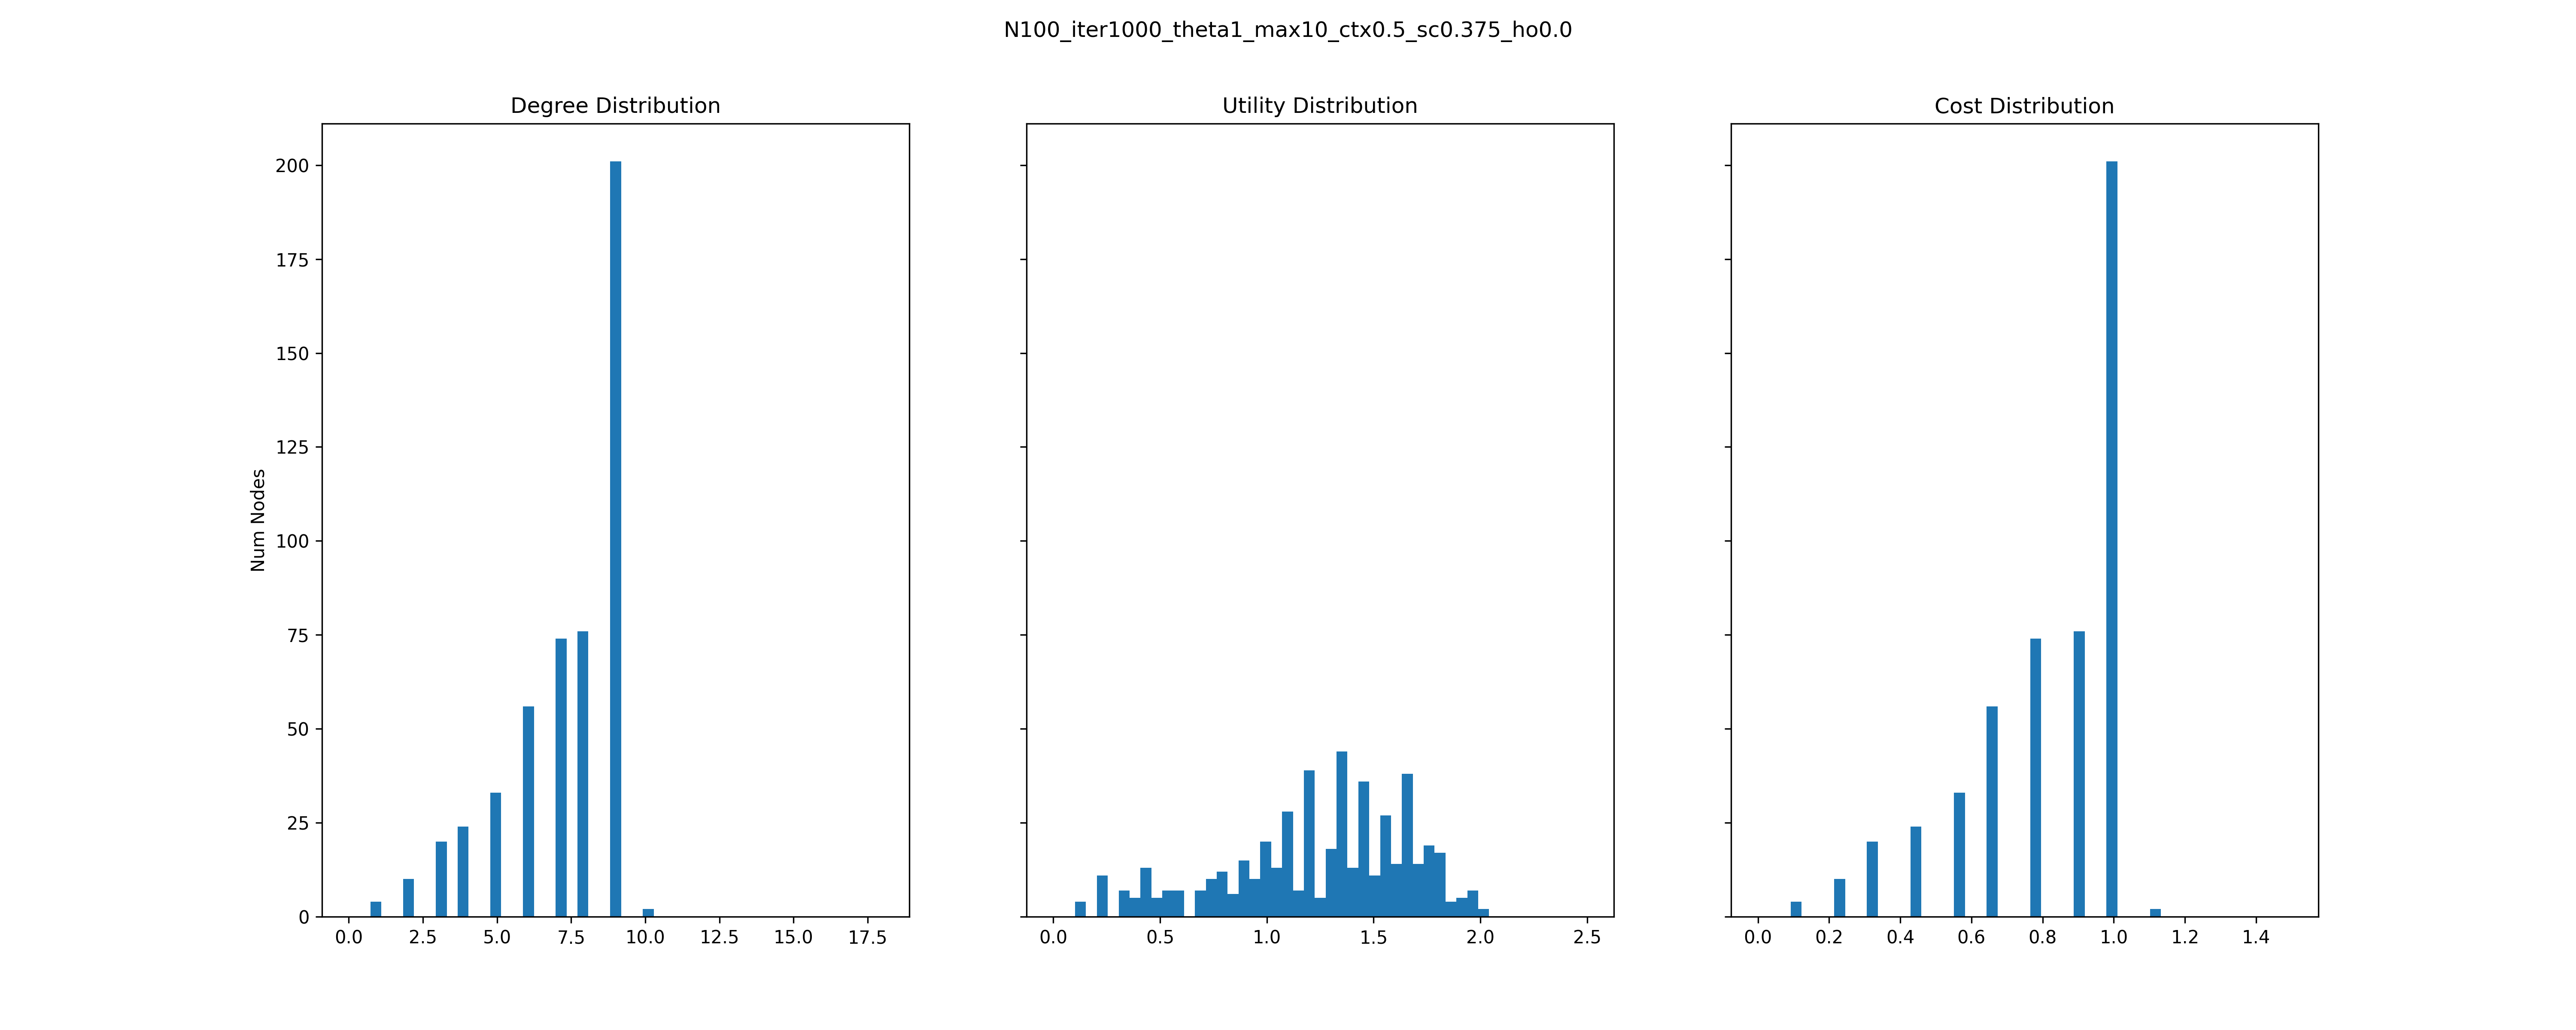 N100_iter1000_theta1_max10_ctx0.5_sc0.375_ho0.0
Degree Distribution
Utility Distribution
Cost Distribution
Num Nodes
200
175
150
125
100
75
50
25
0
0.0 2.5 5.0 7.5 10.0 12.5 15.0 17.5
0.0 0.5 1.0 1.5 2.0 2.5
0.0 0.2 0.4 0.6 0.8 1.0 1.2 1.4